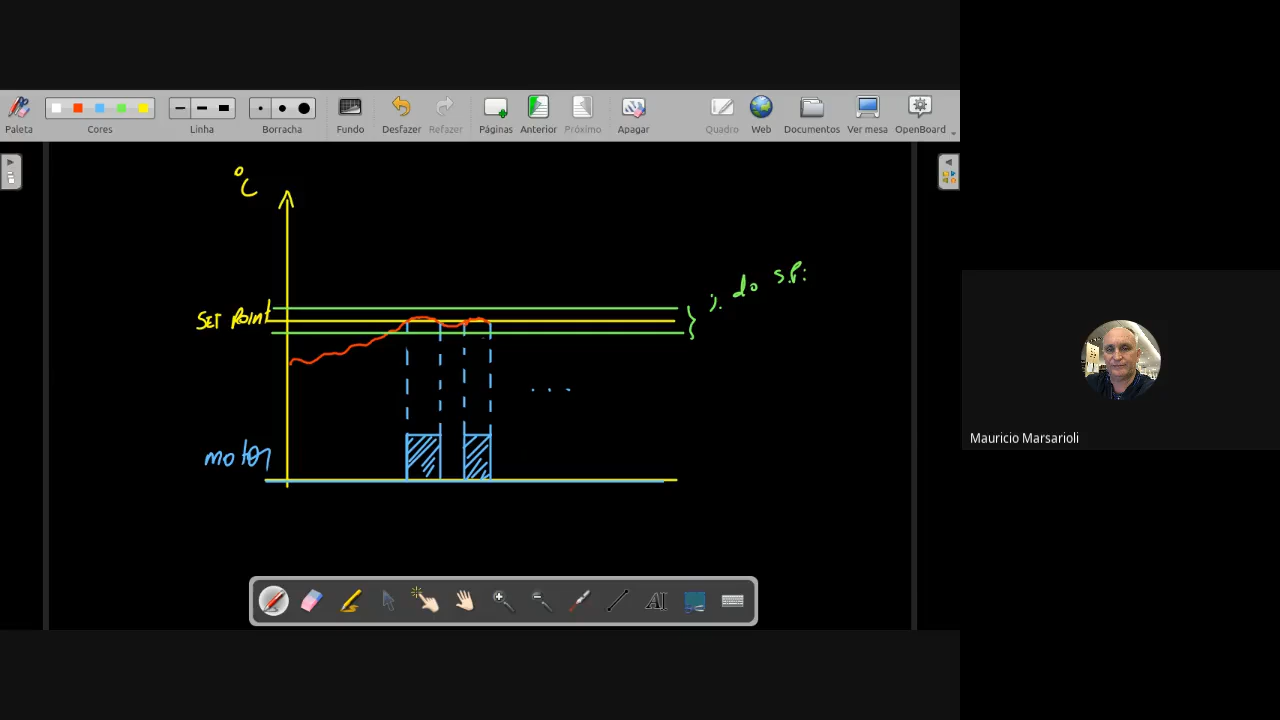 Paleta
Cores
Linha
Borracha
Fundo
Desfazer
Refazer
Páginas
Anterior
Próximo
Apagar
Quadro
Web
Documentos
Ver mesa
OpenBoard
°C
SET POINT
% do S.P.
motor
...
AI
Mauricio Marsarioli